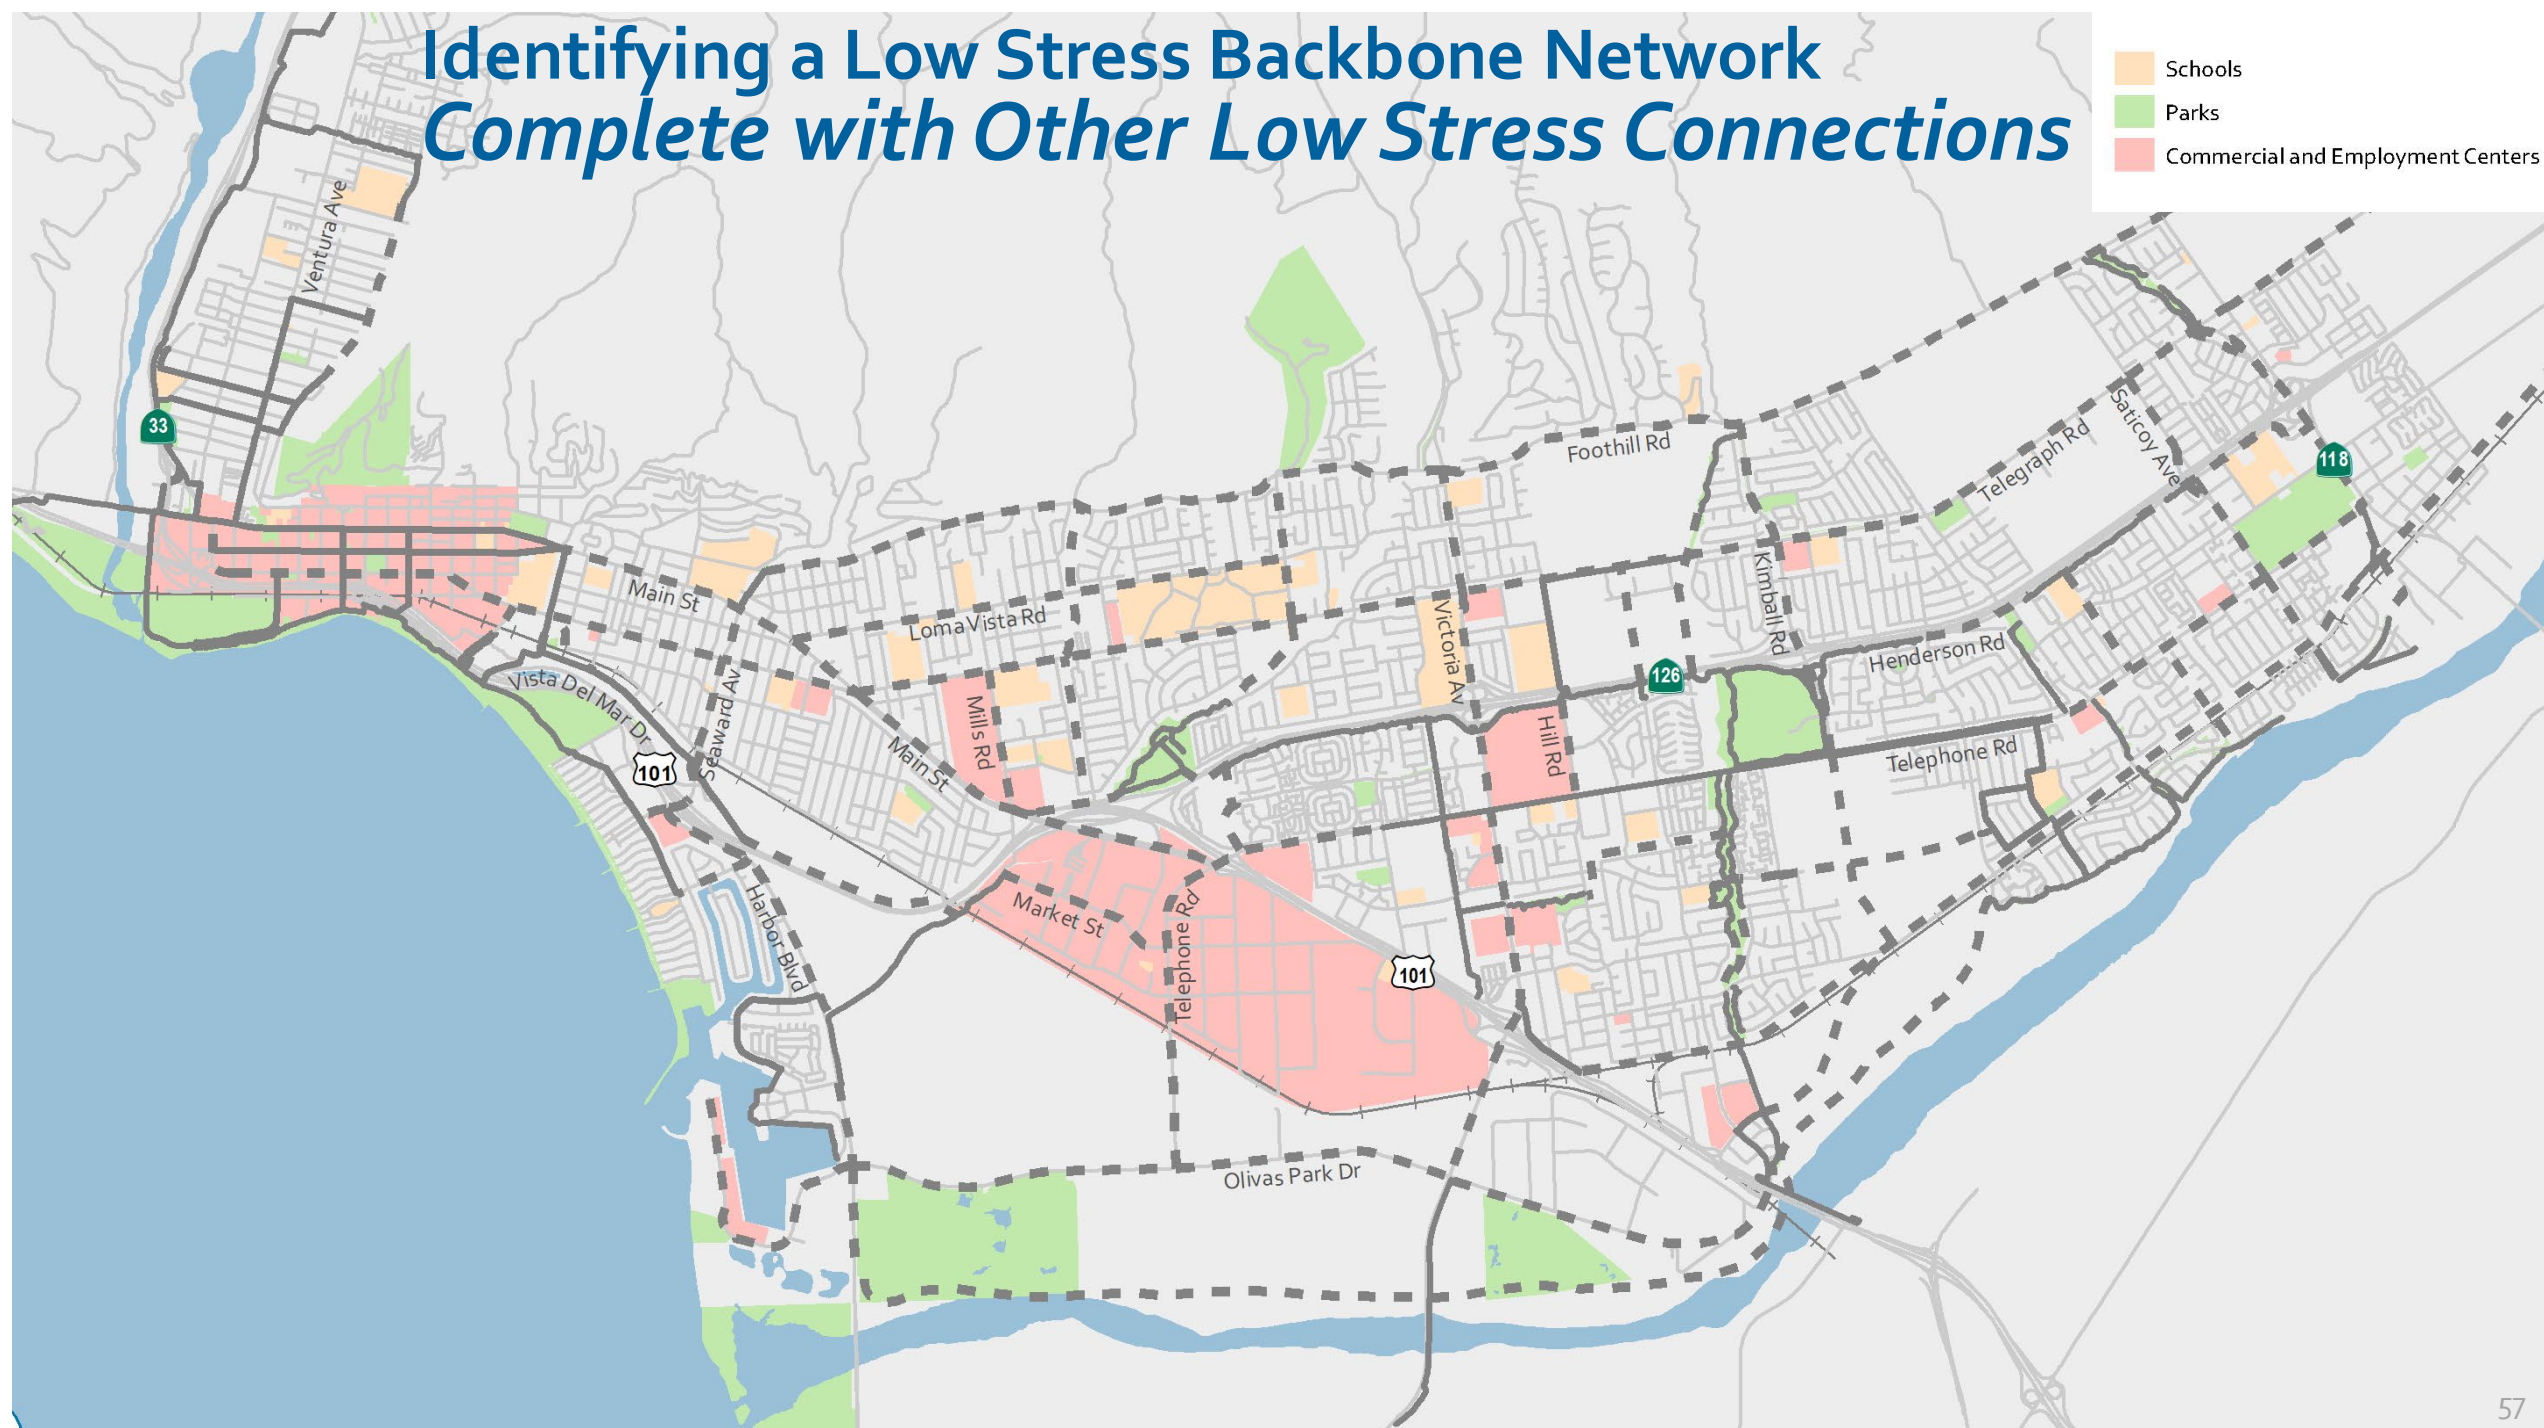 Identifying a Low Stress Backbone Network
Complete with Other Low Stress Connections
Schools
Parks
Commercial and Employment Centers
Ventura Ave
33
Foothill Rd
Telegraph Rd
Saticoy Ave
118
Main St
Loma Vista Rd
Kimball Rd
Victoria Av
Henderson Rd
126
Vista Del Mar Dr
Seaward Av
Mills Rd
Main St
Hill Rd
Telephone Rd
101
Harbor Blvd
Market St
Telephone Rd
101
Olivas Park Dr
57